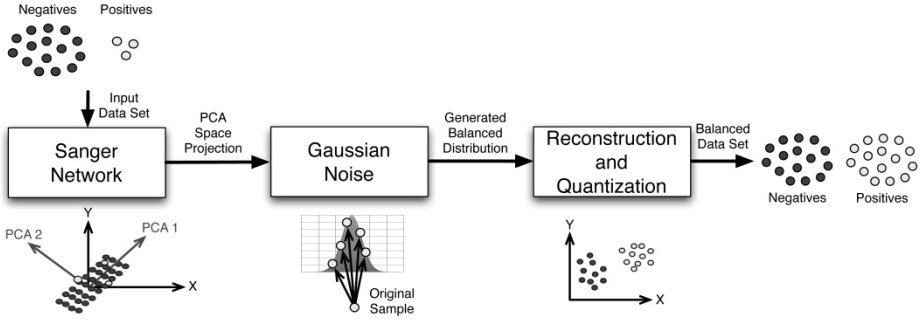 Negatives
Positives
Input
Data Set
Sanger
Network
PCA
Space
Projection
Gaussian
Noise
Generated
Balanced
Distribution
Reconstruction
and
Quantization
Balanced
Data Set
Negatives
Positives
Y
PCA 2
PCA 1
X
Original
Sample
Y
X